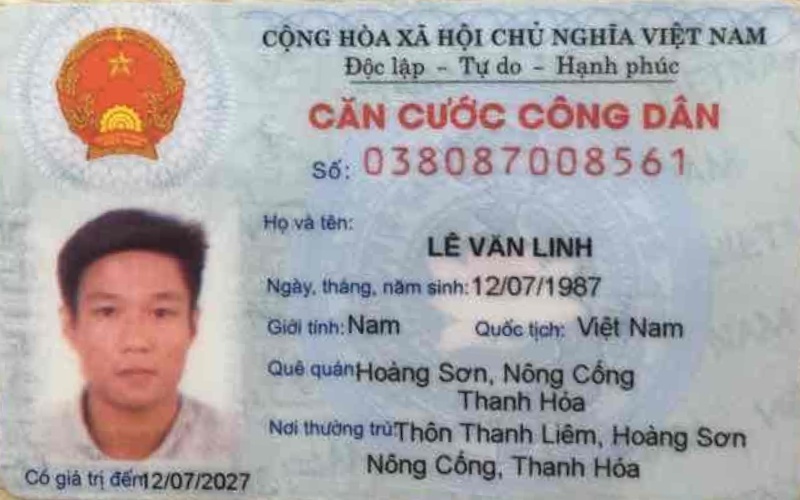 CỘNG HÒA XÃ HỘI CHỦ NGHĨA VIỆT NAM
Độc lập - Tự do - Hạnh phúc
CĂN CƯỚC CÔNG DÂN
Số: 038087008561
Họ và tên:
LÊ VĂN LINH
Ngày, tháng, năm sinh: 12/07/1987
Giới tính: Nam Quốc tịch: Việt Nam
Quê quán Hoàng Sơn, Nông Cống
Thanh Hóa
Nơi thường trú: Thôn Thanh Liêm, Hoàng Sơn
Nông Cống, Thanh Hóa
Có giá trị đến 12/07/2027